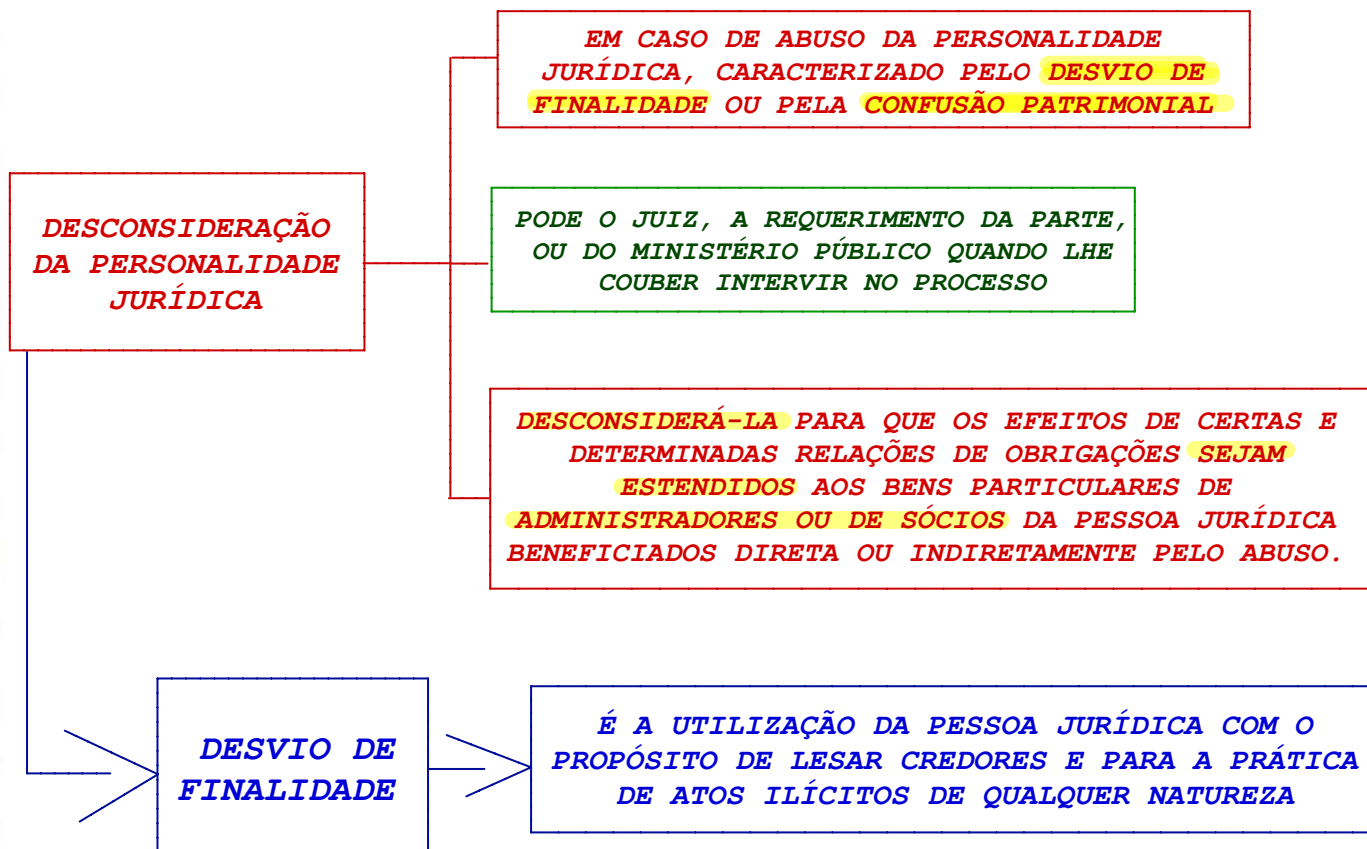 EM CASO DE ABUSO DA PERSONALIDADE
JURÍDICA, CARACTERIZADO PELO DESVIO DE
FINALIDADE OU PELA CONFUSÃO PATRIMONIAL
DESCONSIDERAÇÃO
DA PERSONALIDADE
JURÍDICA
PODE O JUIZ, A REQUERIMENTO DA PARTE,
OU DO MINISTÉRIO PÚBLICO QUANDO LHE
COUBER INTERVIR NO PROCESSO
DESCONSIDERÁ-LA PARA QUE OS EFEITOS DE CERTAS E
DETERMINADAS RELAÇÕES DE OBRIGAÇÕES SEJAM
ESTENDIDOS AOS BENS PARTICULARES DE
ADMINISTRADORES OU DE SÓCIOS DA PESSOA JURÍDICA
BENEFICIADOS DIRETA OU INDIRETAMENTE PELO ABUSO.
DESVIO DE
FINALIDADE
É A UTILIZAÇÃO DA PESSOA JURÍDICA COM O
PROPÓSITO DE LESAR CREDORES E PARA A PRÁTICA
DE ATOS ILÍCITOS DE QUALQUER NATUREZA